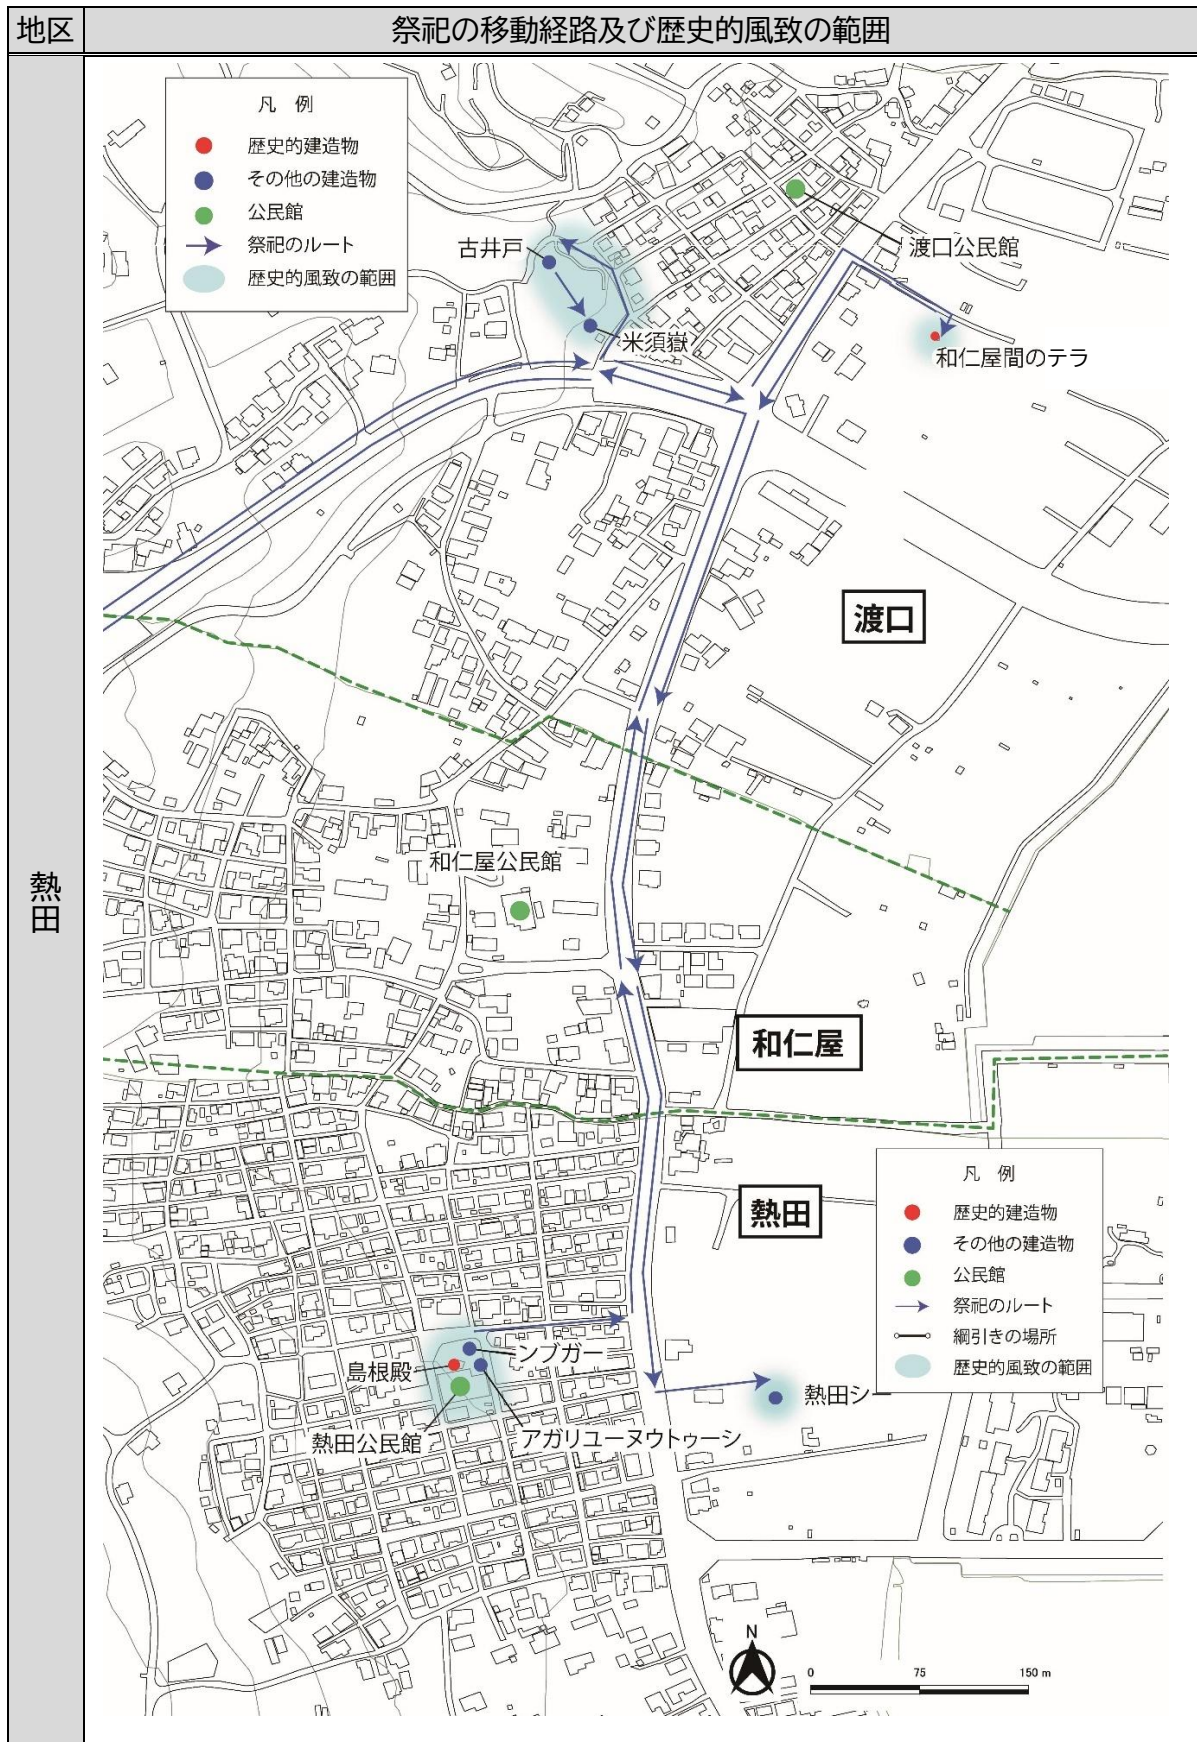 地区
祭祀の移動経路及び歴史的風致の範囲
熱田
凡 例
歴史的建造物
その他の建造物
公民館
祭祀のルート
歴史的風致の範囲
古井戸
渡口公民館
米須嶽
和仁屋間のテラ
渡口
和仁屋公民館
和仁屋
熱田
凡 例
歴史的建造物
その他の建造物
公民館
祭祀のルート
綱引きの場所
歴史的風致の範囲
ンブガー
島根殿
熱田シー
熱田公民館
アガリユーヌウトゥーシ
N
0 75 150 m